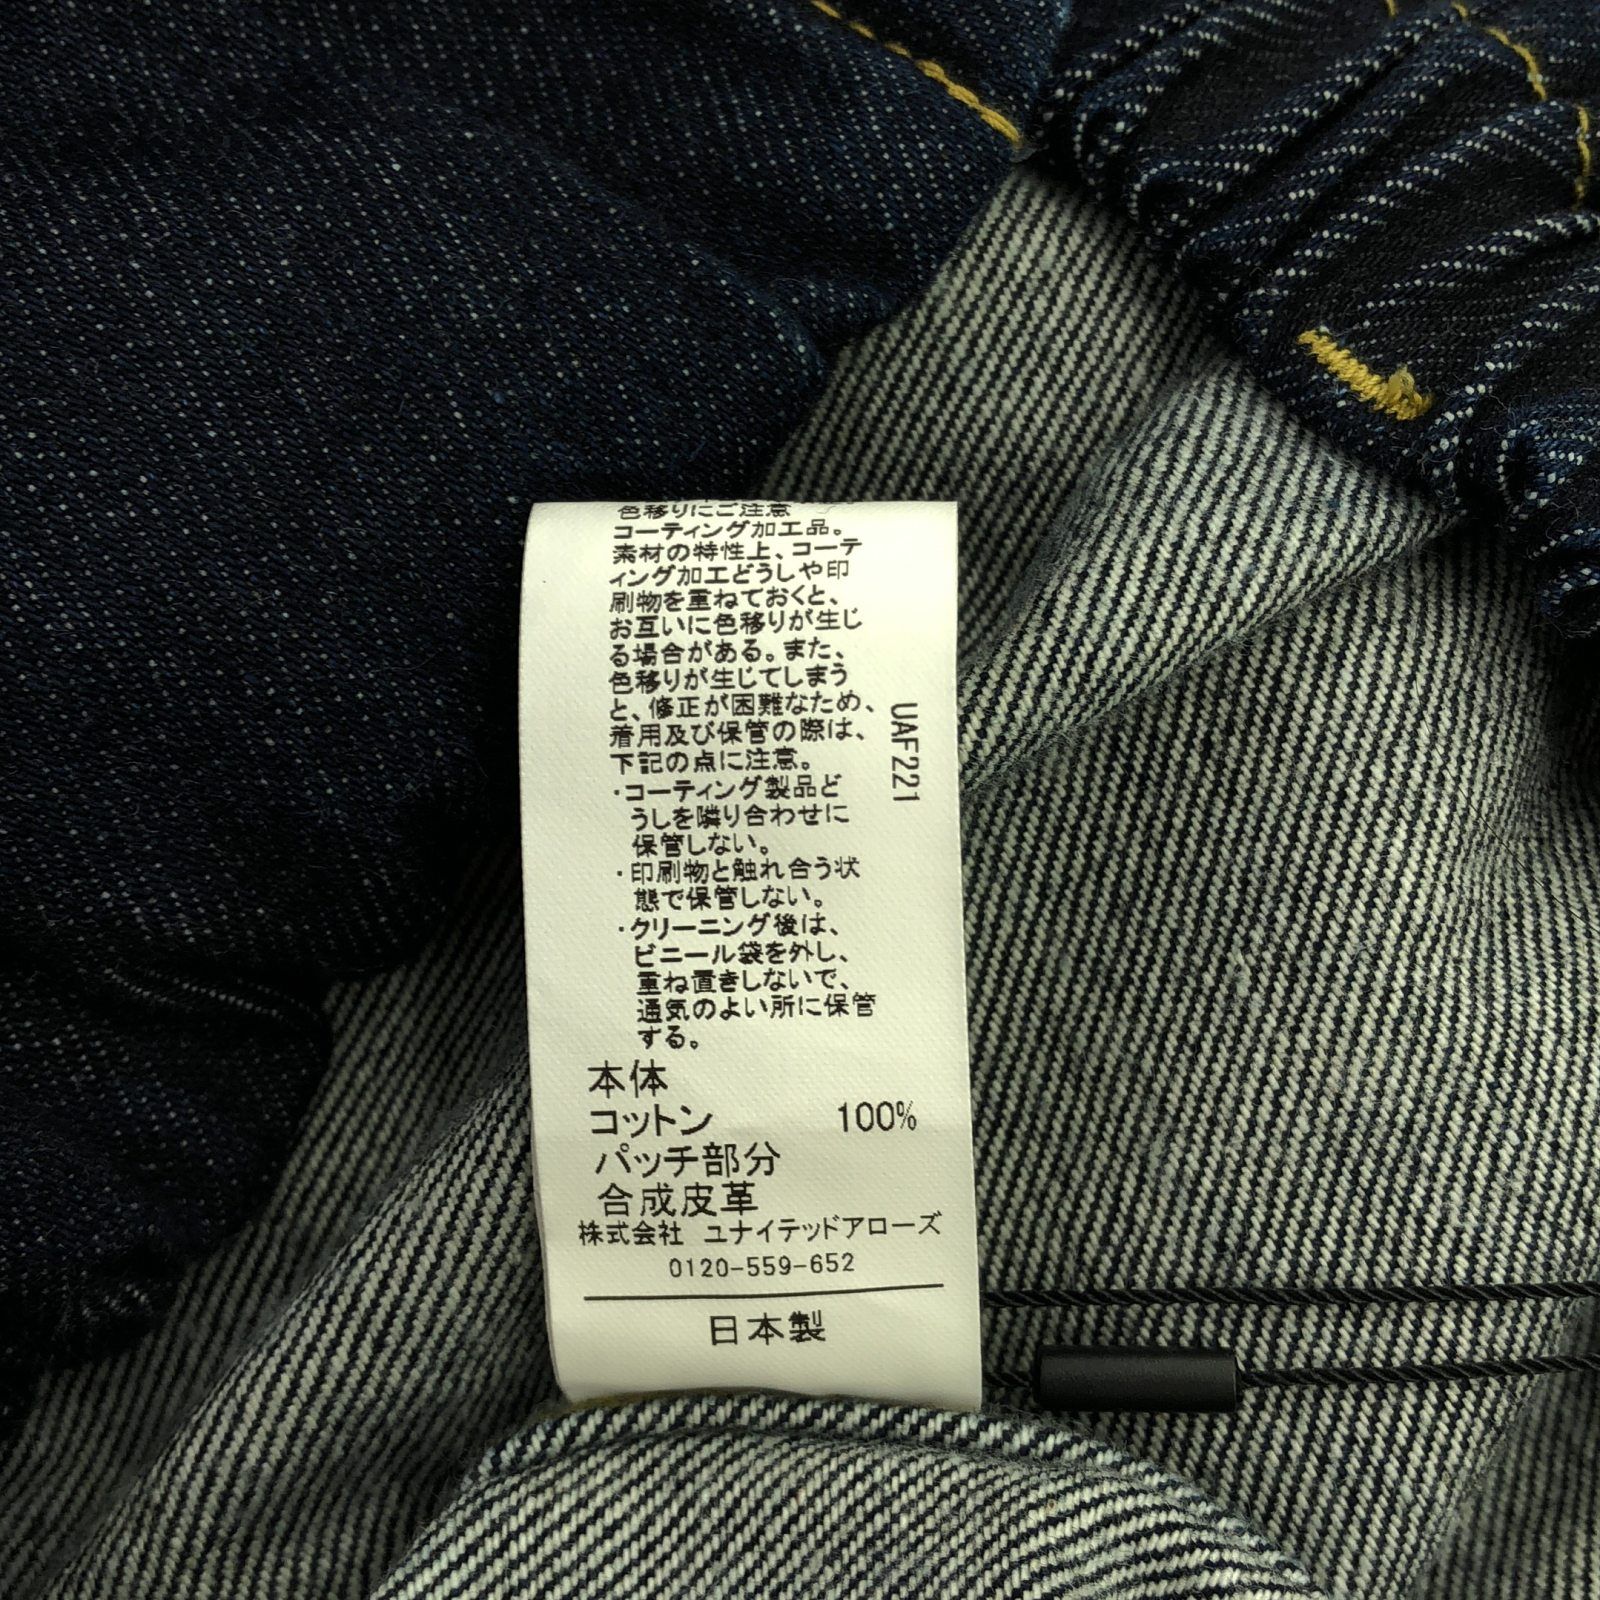 色移りにご注意
コーティング加工品。
素材の特性上、コーテ
ィング加工どうしや印
刷物を重ねておくと、
お互いに色移りが生じ
る場合がある。また、
色移りが生じてしまう
と、修正が困難なため、
着用及び保管の際は、
下記の点に注意。
・コーティング製品ど
うしを隣り合わせに
保管しない。
・印刷物と触れ合う状
態で保管しない。
・クリーニング後は、
ビニール袋を外し、
重ね置きしないで、
通気のよい所に保管
する。
UAF221
本体
コットン 100%
パッチ部分
合成皮革
株式会社 ユナイテッドアローズ
0120-559-652
日本製